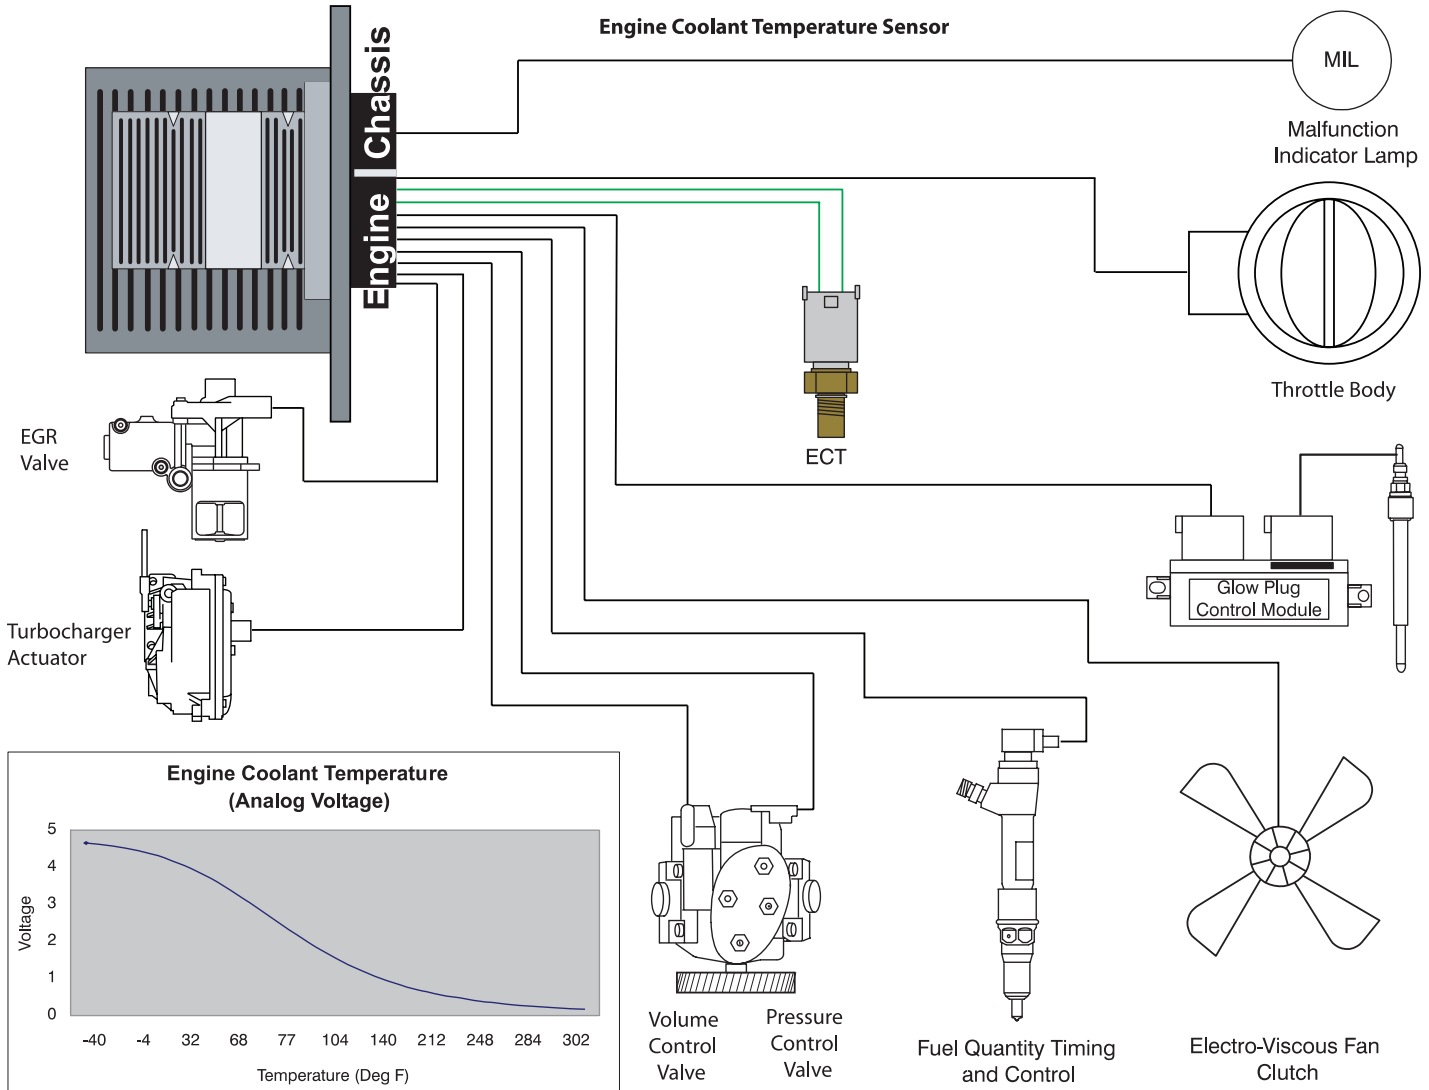 Engine Coolant Temperature Sensor
Chassis
Engine
MIL
Malfunction
Indicator Lamp
Throttle Body
ECT
EGR
Valve
Glow Plug
Control Module
Turbocharger
Actuator
Engine Coolant Temperature
(Analog Voltage)
Voltage
5
4
3
2
1
0
-40 -4 32 68 77 104 140 212 248 284 302
Temperature (Deg F)
Volume
Control
Valve
Pressure
Control
Valve
Fuel Quantity Timing
and Control
Electro-Viscous Fan
Clutch